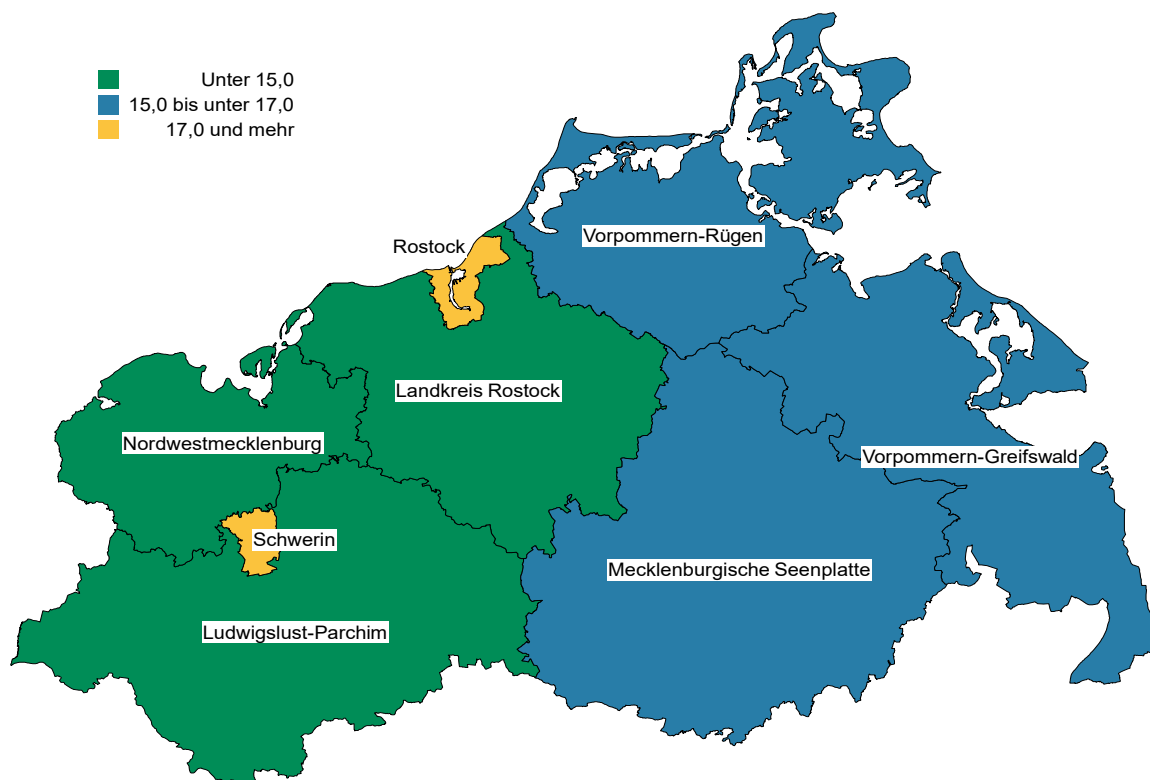 Unter 15,0
15,0 bis unter 17,0
17,0 und mehr
Vorpommern-Rügen
Rostock
Landkreis Rostock
Nordwestmecklenburg
Vorpommern-Greifswald
Schwerin
Mecklenburgische Seenplatte
Ludwigslust-Parchim